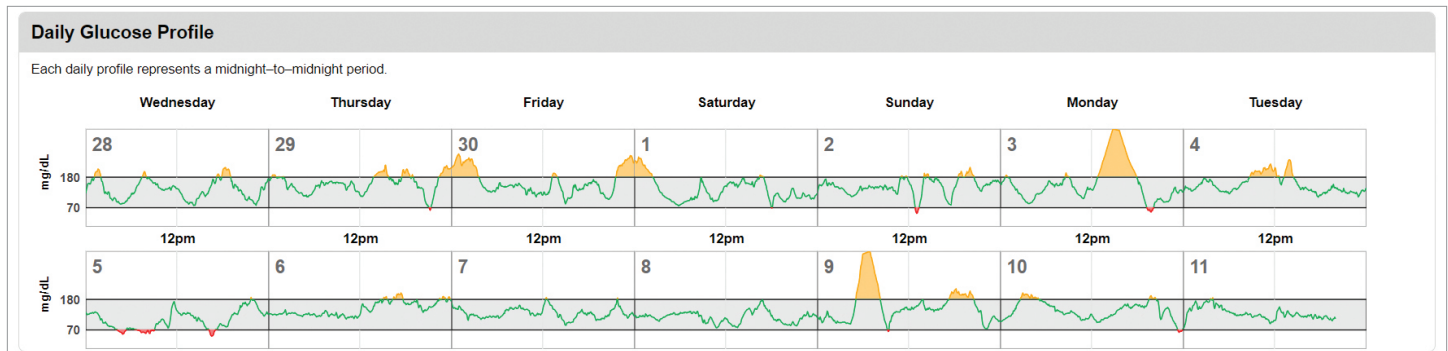 Daily Glucose Profile
Each daily profile represents a midnight–to–midnight period.
Wednesday Thursday Friday Saturday Sunday Monday Tuesday
28 29 30 1 2 3 4
mg/dL
180
70
12pm 12pm 12pm 12pm 12pm 12pm 12pm
5 6 7 8 9 10 11
mg/dL
180
70